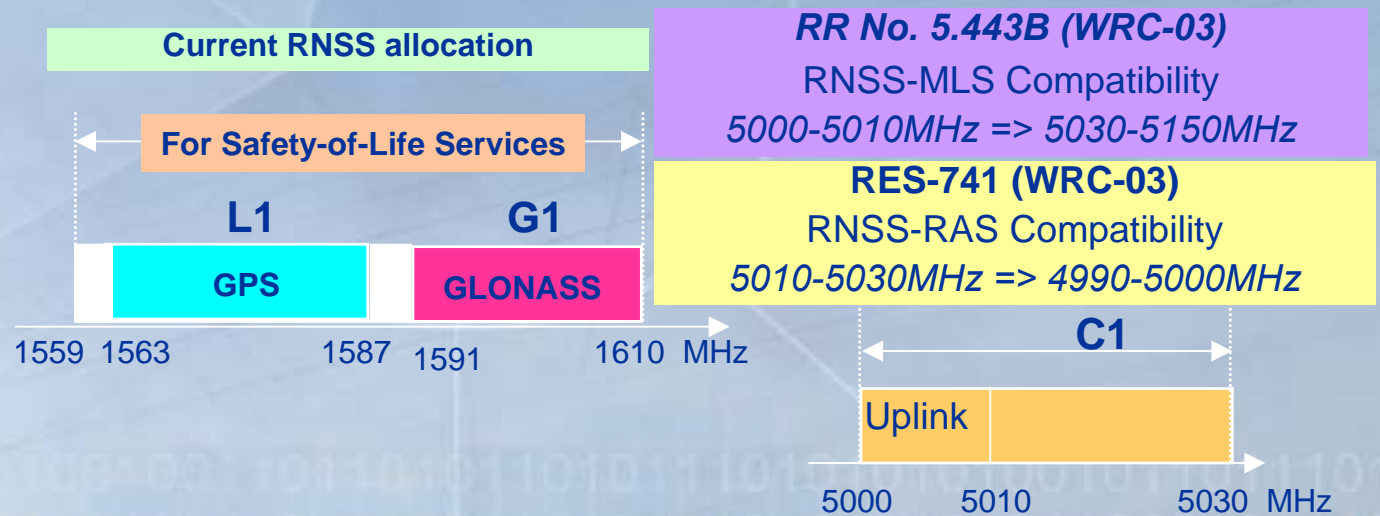 Current RNSS allocation
For Safety-of-Life Services
L1 G1
GPS GLONASS
1559 1563 1587 1591 1610 MHz
RR No. 5.443B (WRC-03)
RNSS-MLS Compatibility
5000-5010MHz => 5030-5150MHz
RES-741 (WRC-03)
RNSS-RAS Compatibility
5010-5030MHz => 4990-5000MHz
C1
Uplink
5000 5010 5030 MHz